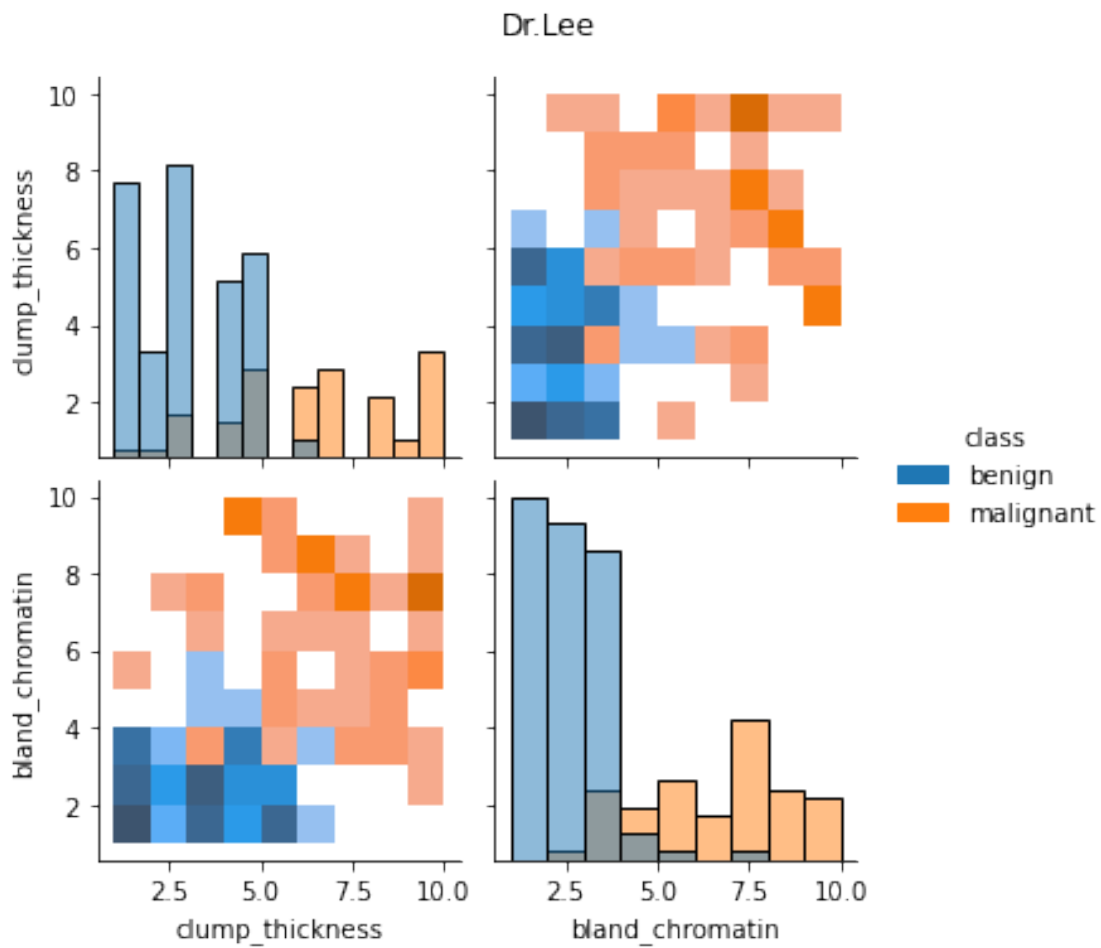 Dr.Lee
clump_thickness
10
8
6
4
2
class
benign
malignant
bland_chromatin
10
8
6
4
2
2.5 5.0 7.5 10.0
clump_thickness
2.5 5.0 7.5 10.0
bland_chromatin